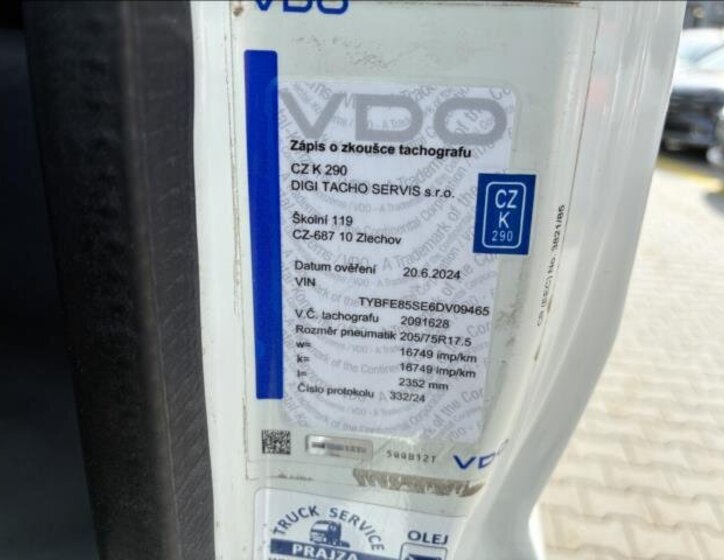 VDO
VDO
Zápis o zkoušce tachografu
CZ K 290
DIGI TACHO SERVIS s.r.o.
CZ
K
290
Školní 119
CZ-687 10 Zlechov
Datum ověření 20.6.2024
VIN
TYBFE85SE6DV09465
V.Č. tachografu 2091628
Rozměr pneumatik 205/75R17.5
w= 16749 imp/km
k= 16749 imp/km
l= 2352 mm
Číslo protokolu 332/24
VDO
TRUCK SERVICE
PRAJZA
OLEJ